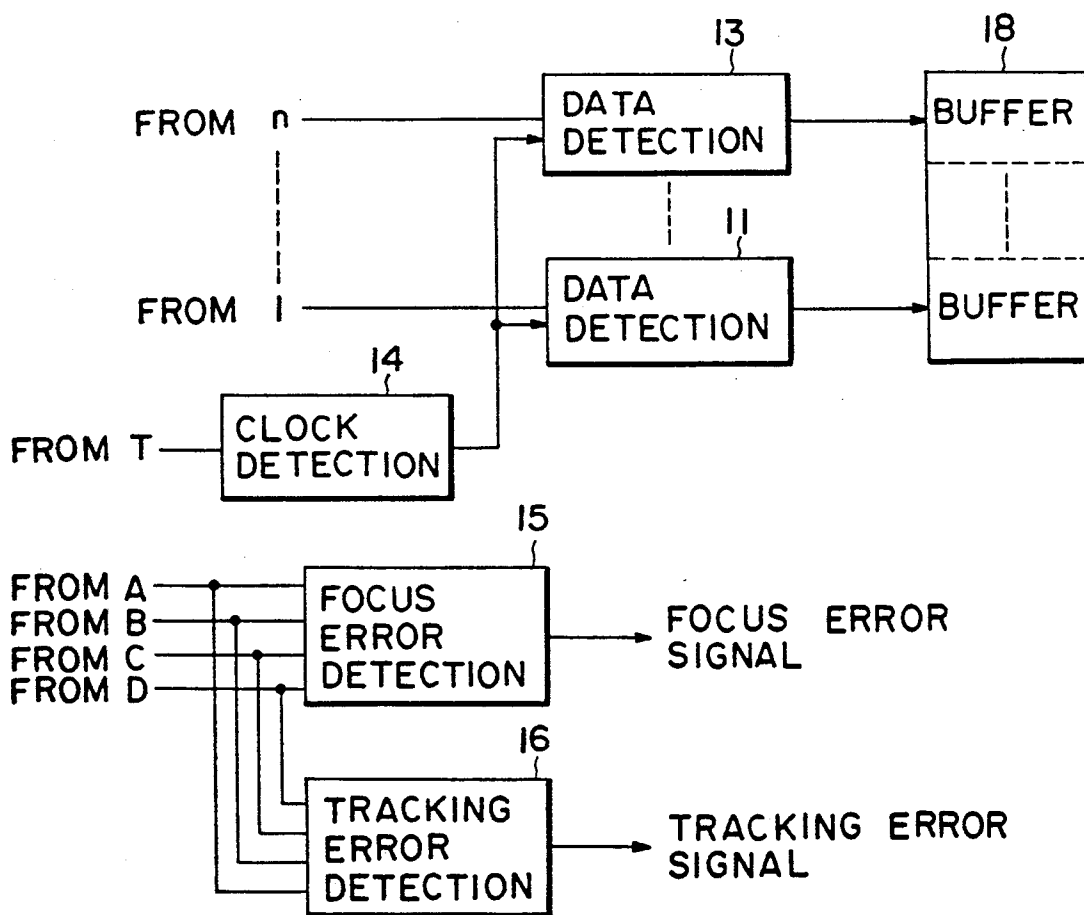 13
18
FROM n
DATA
DETECTION
BUFFER
11
FROM 1
DATA
DETECTION
BUFFER
14
FROM T
CLOCK
DETECTION
15
FROM A
FROM B
FROM C
FROM D
FOCUS
ERROR
DETECTION
FOCUS ERROR
SIGNAL
16
TRACKING
ERROR
DETECTION
TRACKING ERROR
SIGNAL